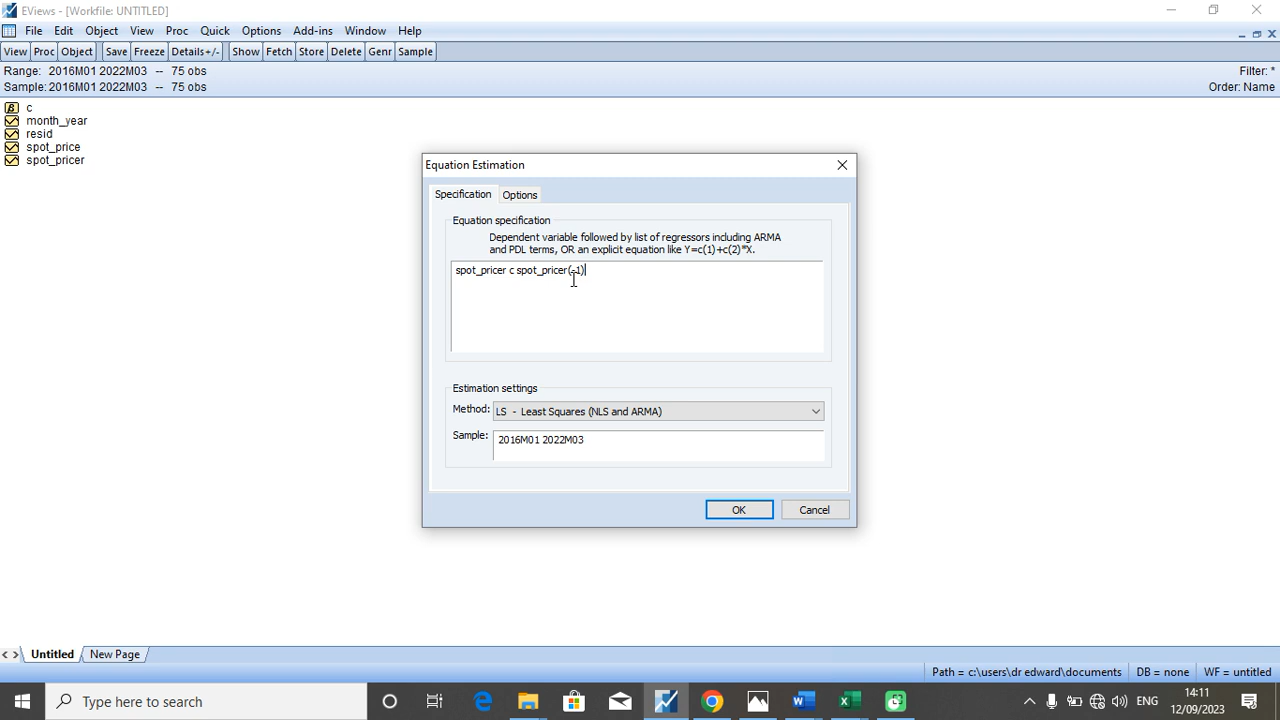 EViews - [Workfile: UNTITLED]
File Edit Object View Proc Quick Options Add-ins Window Help
View Proc Object Save Freeze Details+/- Show Fetch Store Delete Genr Sample
Range: 2016M01 2022M03 -- 75 obs Filter: *
Sample: 2016M01 2022M03 -- 75 obs Order: Name
β c
month_year
resid
spot_price
spot_pricer
Equation Estimation
Specification Options
Equation specification
Dependent variable followed by list of regressors including ARMA
and PDL terms, OR an explicit equation like Y=c(1)+c(2)*X.
spot_pricer c spot_pricer(-1)
Estimation settings
Method: LS - Least Squares (NLS and ARMA)
Sample: 2016M01 2022M03
OK Cancel
Untitled New Page
Path = c:\users\dr edward\documents DB = none WF = untitled
Type here to search
ENG
14:11
12/09/2023